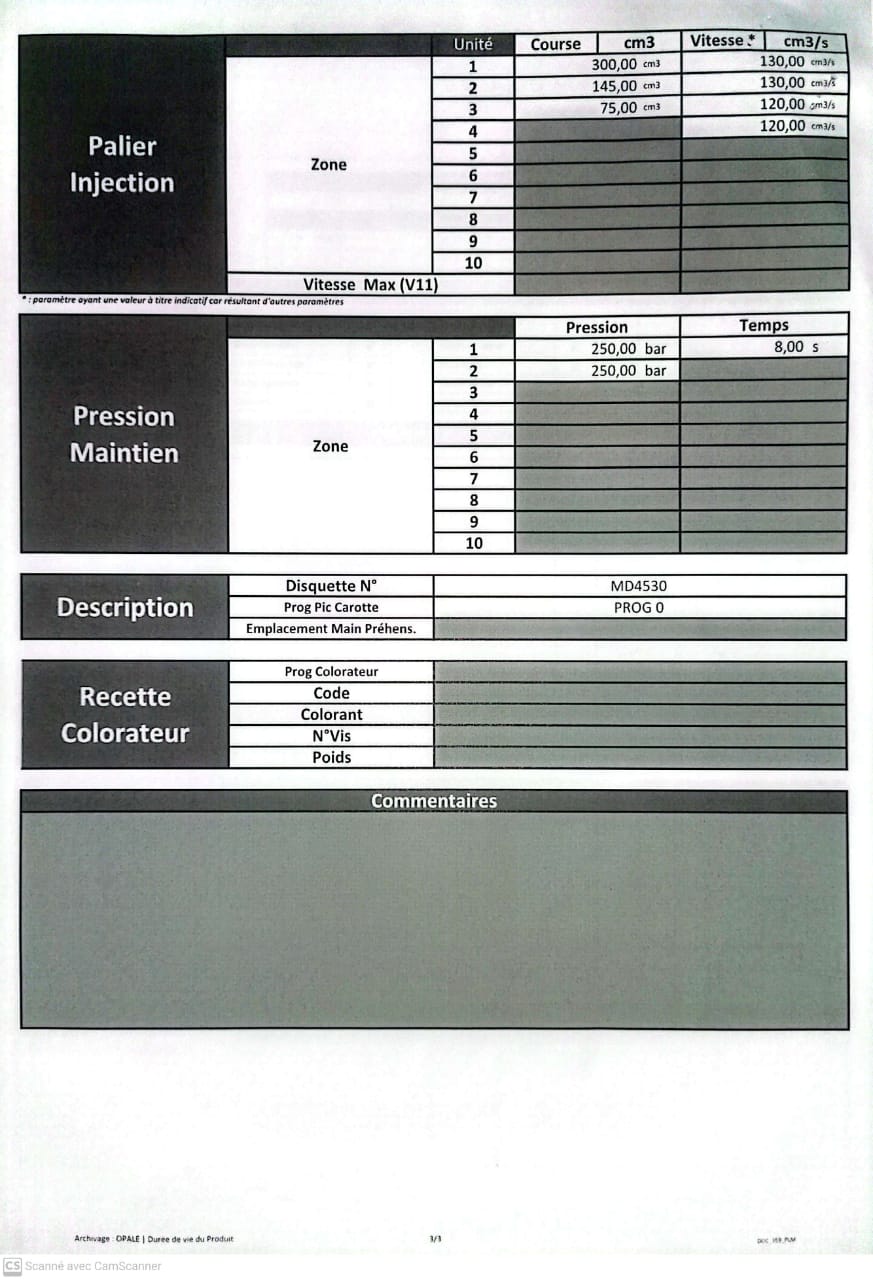 Unité Course cm3 Vitesse * cm3/s
1 300,00 cm3 130,00 cm3/s
2 145,00 cm3 130,00 cm3/s
3 75,00 cm3 120,00 cm3/s
4 120,00 cm3/s
Palier
Injection
Zone
5
6
7
8
9
10
Vitesse Max (V11)
* : paramètre ayant une valeur à titre indicatif car résultant d'autres paramètres
Pression Temps
1 250,00 bar 8,00 s
2 250,00 bar
3
4
Pression
Maintien
Zone
5
6
7
8
9
10
Description
Disquette N° MD4530
Prog Pic Carotte PROG 0
Emplacement Main Préhens.
Recette
Colorateur
Prog Colorateur
Code
Colorant
N°Vis
Poids
Commentaires
Archivage : OPALE | Durée de vie du Produit 3/3 DOC_159_PLM
CS Scanné avec CamScanner